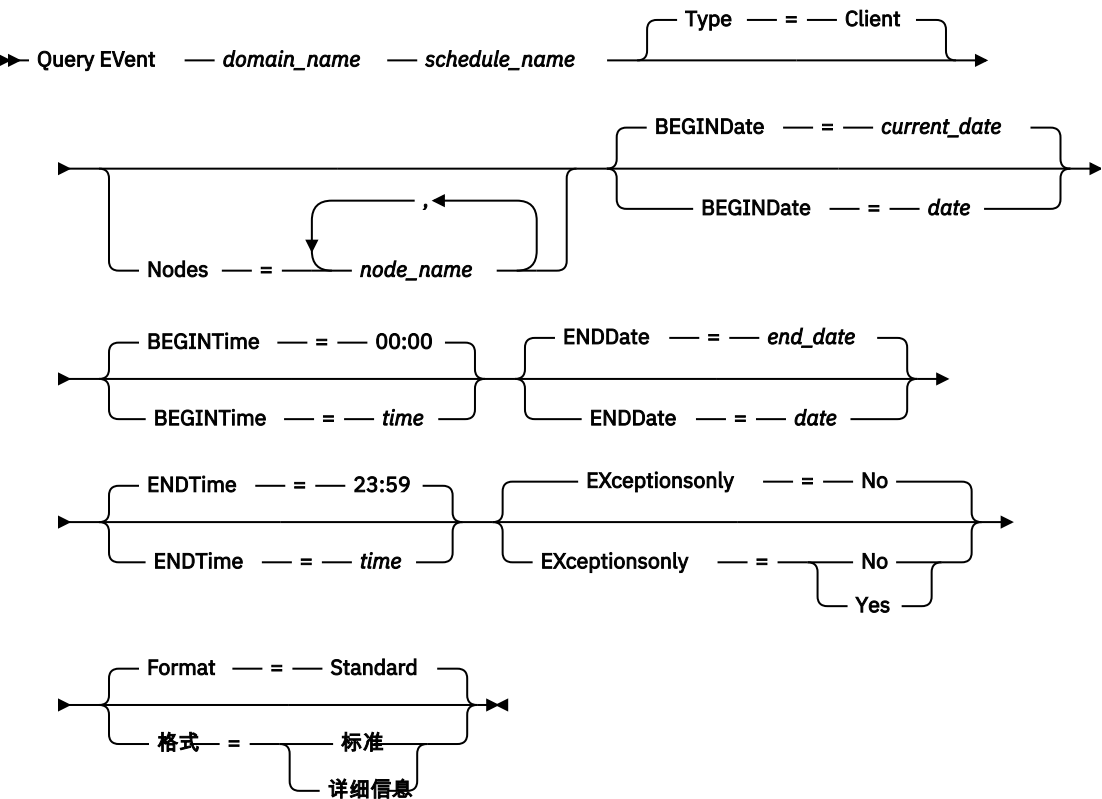 Type = Client
Query EVent domain_name schedule_name
BEGINDate = current_date
BEGINDate = date
,
Nodes = node_name
BEGINTime = 00:00
BEGINTime = time
ENDDate = end_date
ENDDate = date
ENDTime = 23:59
ENDTime = time
EXceptionsonly = No
EXceptionsonly = No
Yes
Format = Standard
格式 = 标准
详细信息